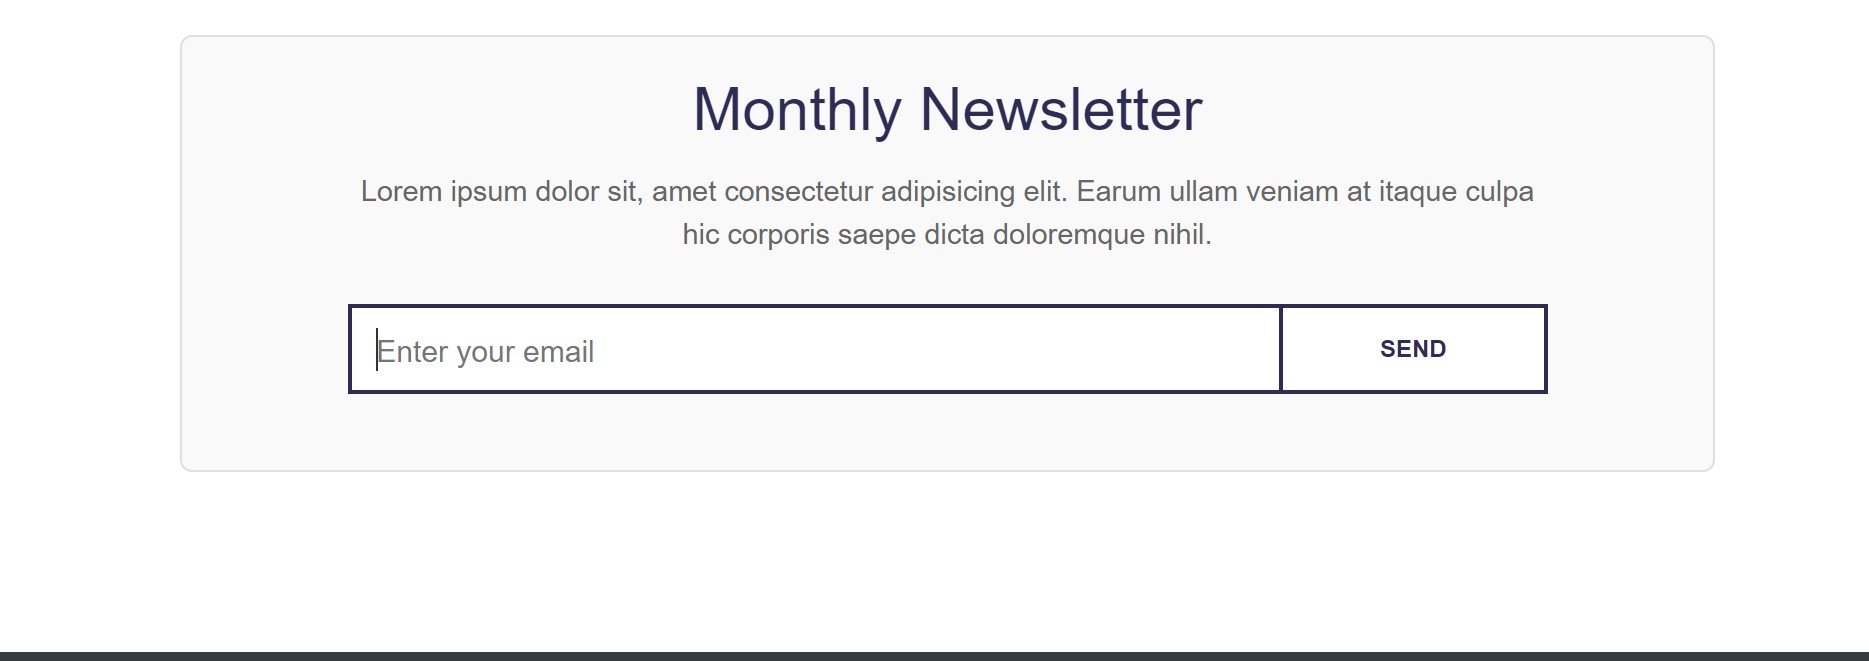 Monthly Newsletter
Lorem ipsum dolor sit, amet consectetur adipisicing elit. Earum ullam veniam at itaque culpa
hic corporis saepe dicta doloremque nihil.
Enter your email
SEND